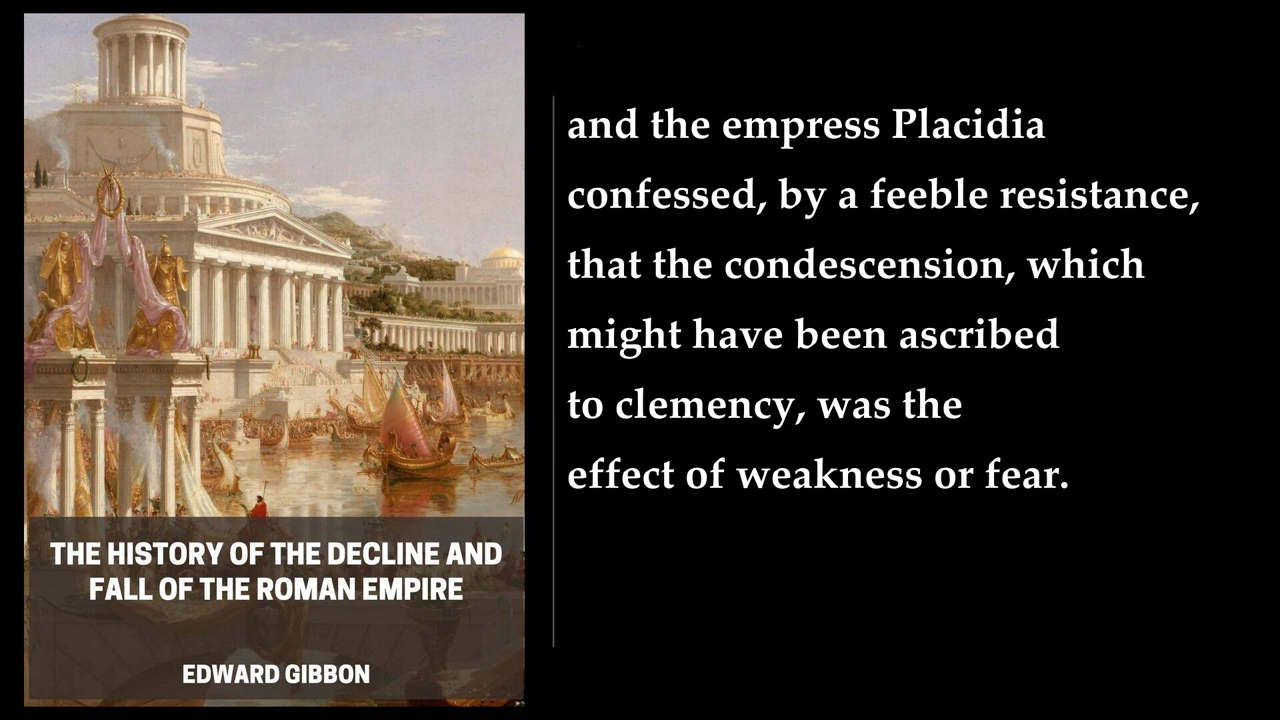 THE HISTORY OF THE DECLINE AND
FALL OF THE ROMAN EMPIRE
EDWARD GIBBON
and the empress Placidia
confessed, by a feeble resistance,
that the condescension, which
might have been ascribed
to clemency, was the
effect of weakness or fear.